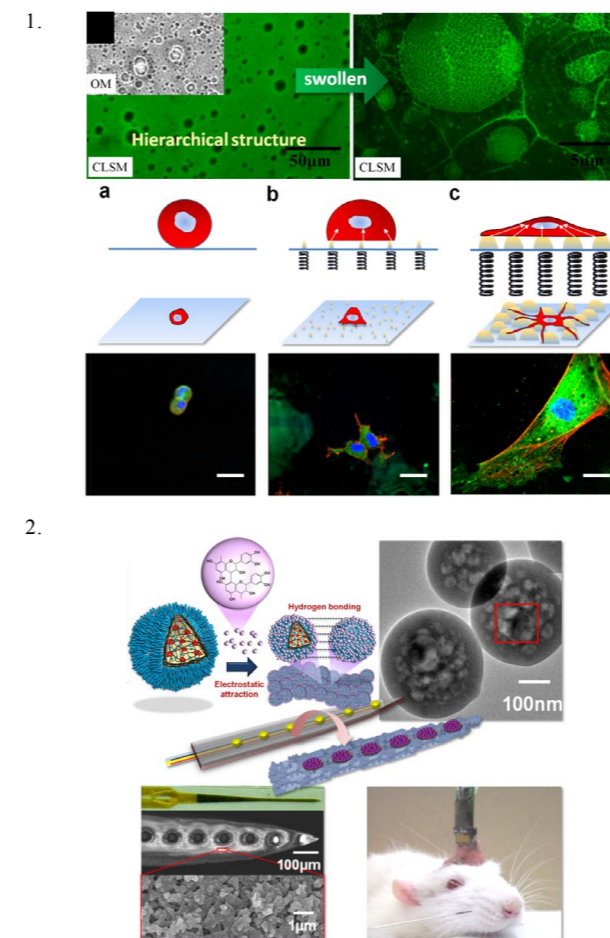 1.
OM
swollen
Hierarchical structure
50μm
CLSM
5μm
CLSM
a
b
c
2.
Hydrogen bonding
Electrostatic
attraction
100nm
100μm
1μm